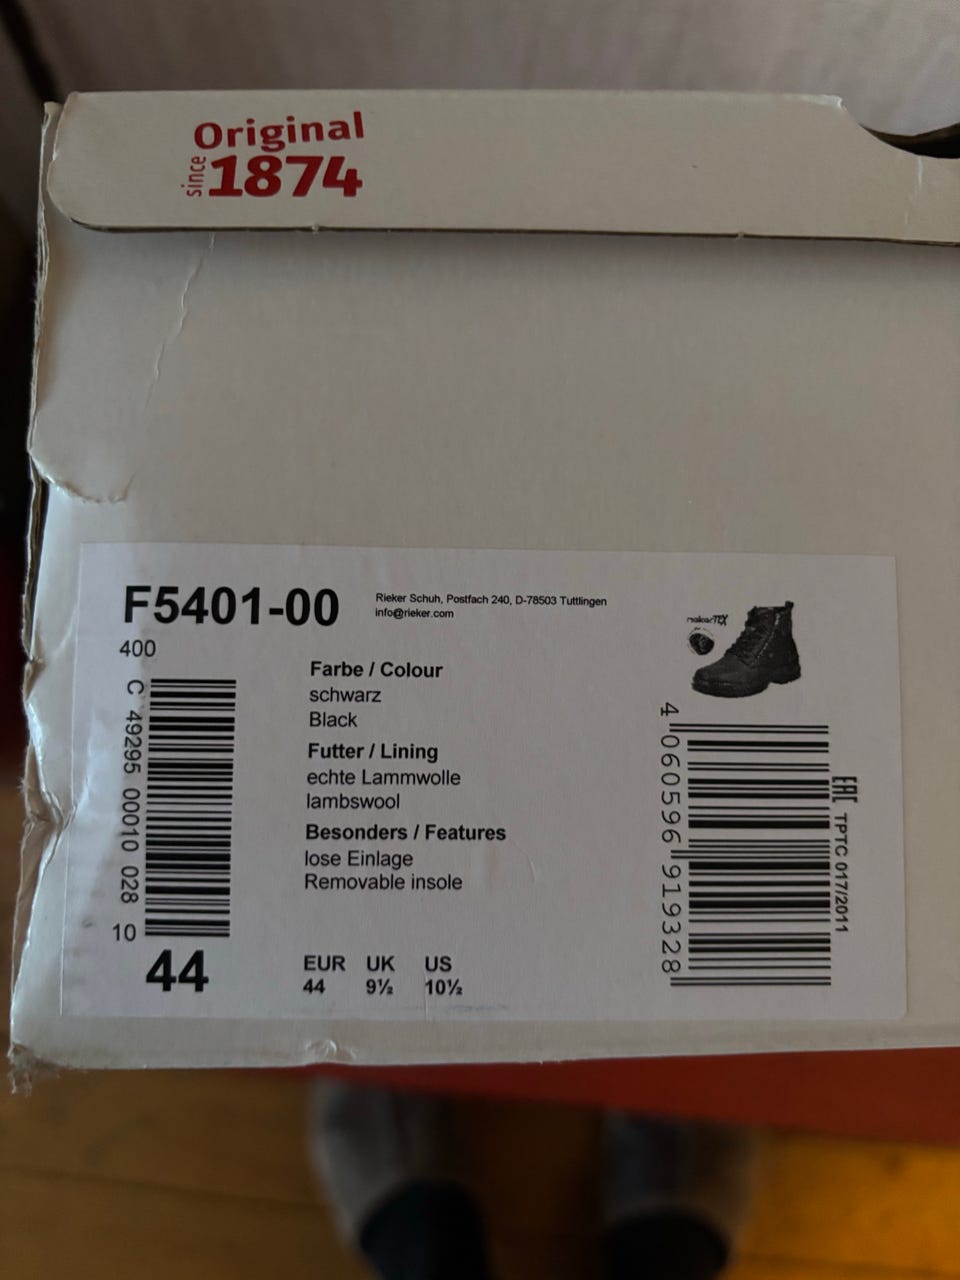 Original
since 1874
F5401-00
Rieker Schuh, Postfach 240, D-78503 Tuttlingen
info@rieker.com
400
C 49295 00010 028 10
44
Farbe / Colour
schwarz
Black
Futter / Lining
echte Lammwolle
lambswool
Besonders / Features
lose Einlage
Removable insole
EUR UK US
44 9½ 10½
4 060596 919328
EAC TPTC 017/2011